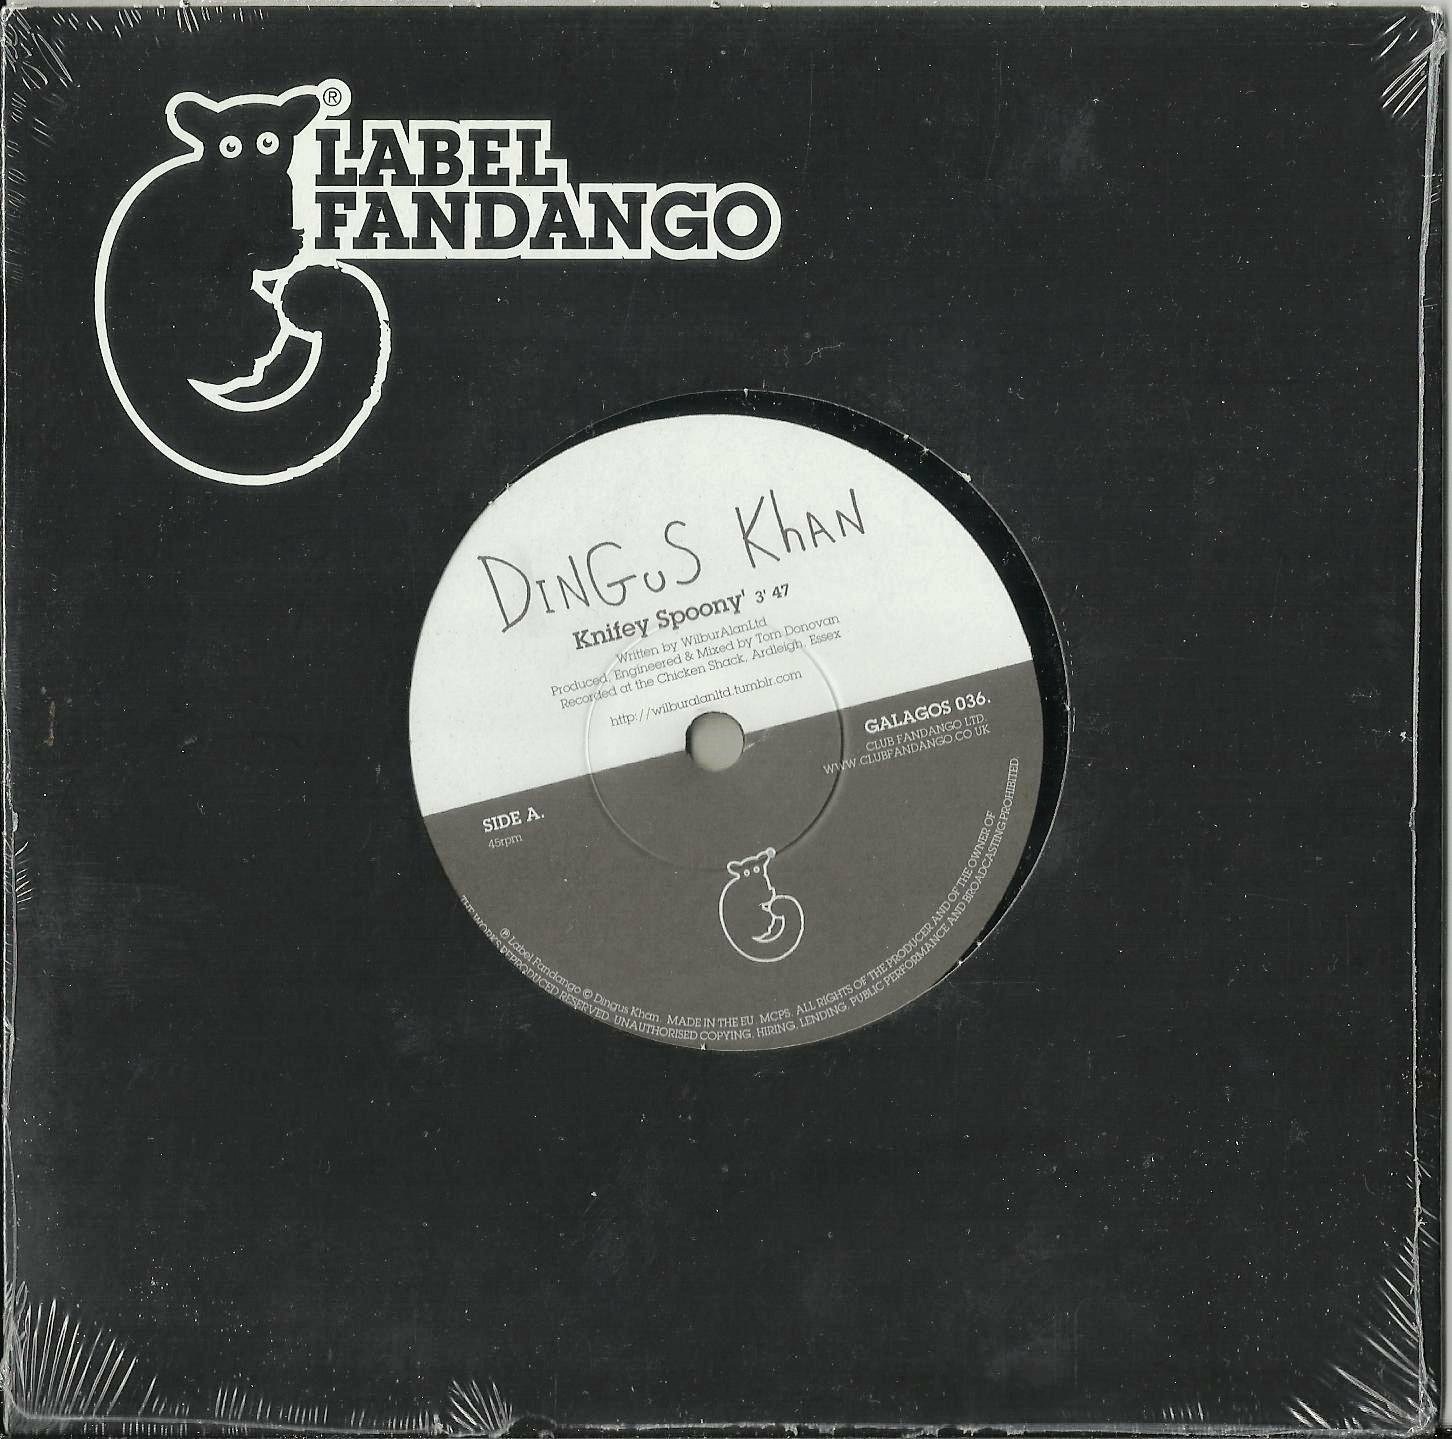 ®
LABEL
FANDANGO
DINGUS KHAN
Knifey Spoony' 3' 47
Written by WilburAlanLtd
Produced, Engineered & Mixed by Tom Donovan
Recorded at the Chicken Shack, Ardleigh, Essex
http://wilburalanltd.tumblr.com
GALAGOS 036.
CLUB FANDANGO LTD.
WWW.CLUBFANDANGO.CO.UK
SIDE A.
45rpm
℗ Label Fandango © Dingus Khan. MADE IN THE EU MCPS. ALL RIGHTS OF THE PRODUCER AND OF THE OWNER OF
THE WORKS REPRODUCED RESERVED. UNAUTHORISED COPYING, HIRING, LENDING, PUBLIC PERFORMANCE AND BROADCASTING PROHIBITED